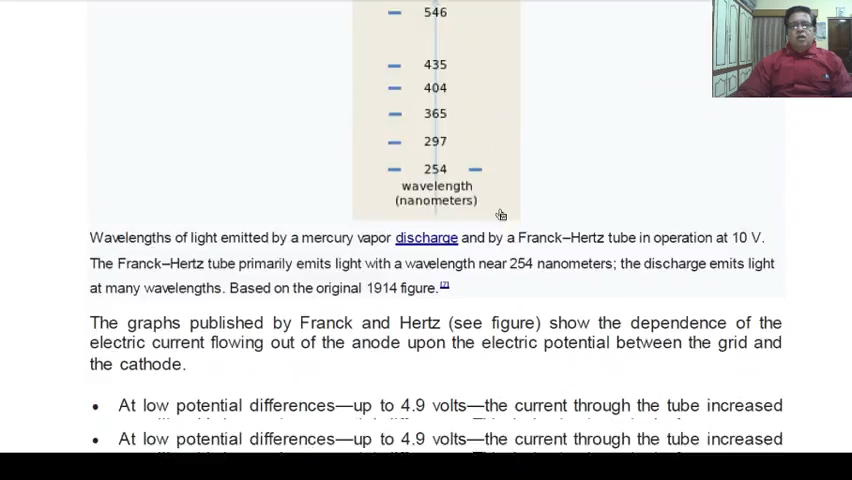 546
435
404
365
297
254
wavelength
(nanometers)
Wavelengths of light emitted by a mercury vapor discharge and by a Franck–Hertz tube in operation at 10 V.
The Franck–Hertz tube primarily emits light with a wavelength near 254 nanometers; the discharge emits light
at many wavelengths. Based on the original 1914 figure.[7]
The graphs published by Franck and Hertz (see figure) show the dependence of the
electric current flowing out of the anode upon the electric potential between the grid and
the cathode.
• At low potential differences—up to 4.9 volts—the current through the tube increased
• At low potential differences—up to 4.9 volts—the current through the tube increased